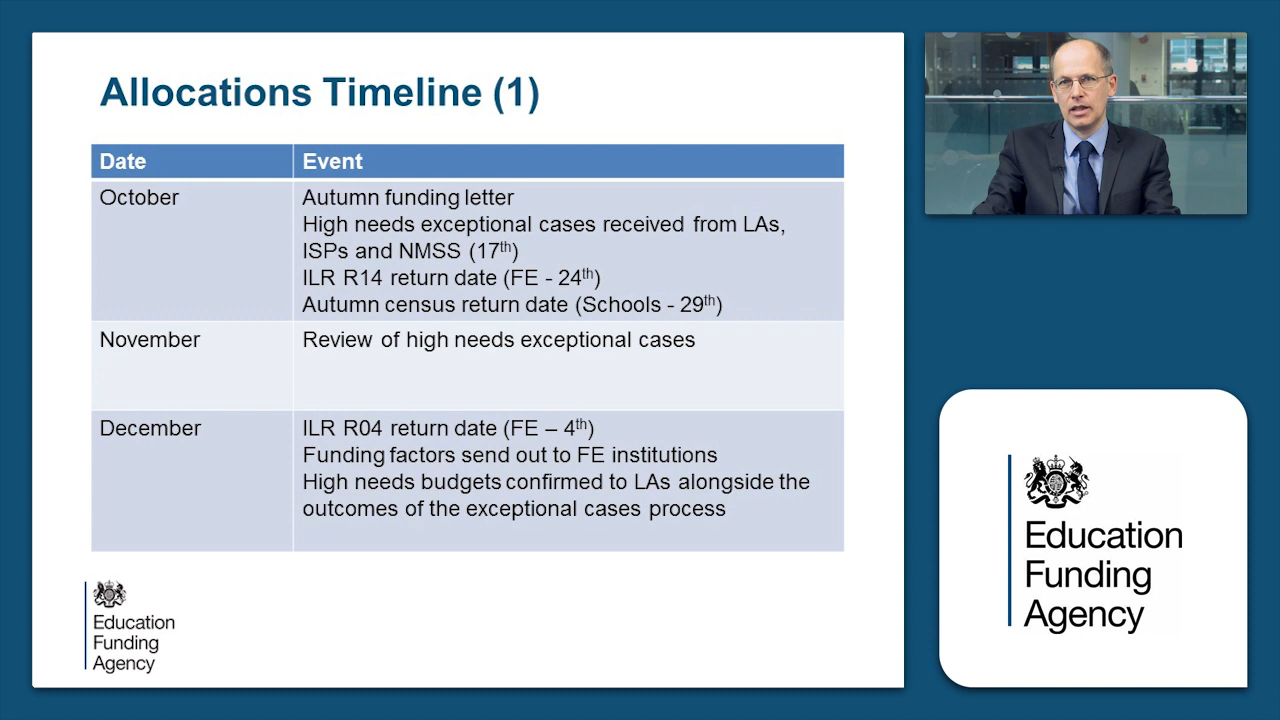 Allocations Timeline (1)
Date Event
October Autumn funding letter
High needs exceptional cases received from LAs,
ISPs and NMSS (17th)
ILR R14 return date (FE - 24th)
Autumn census return date (Schools - 29th)
November Review of high needs exceptional cases
December ILR R04 return date (FE – 4th)
Funding factors send out to FE institutions
High needs budgets confirmed to LAs alongside the
outcomes of the exceptional cases process
Education
Funding
Agency
Education
Funding
Agency